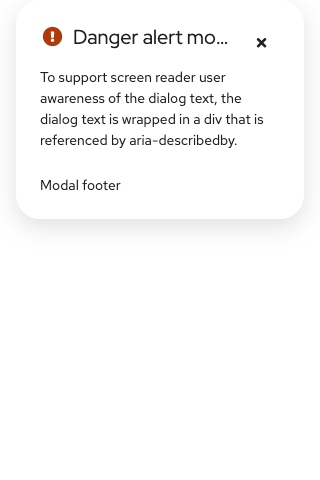 Danger alert mo...
To support screen reader user
awareness of the dialog text, the
dialog text is wrapped in a div that is
referenced by aria-describedby.
Modal footer